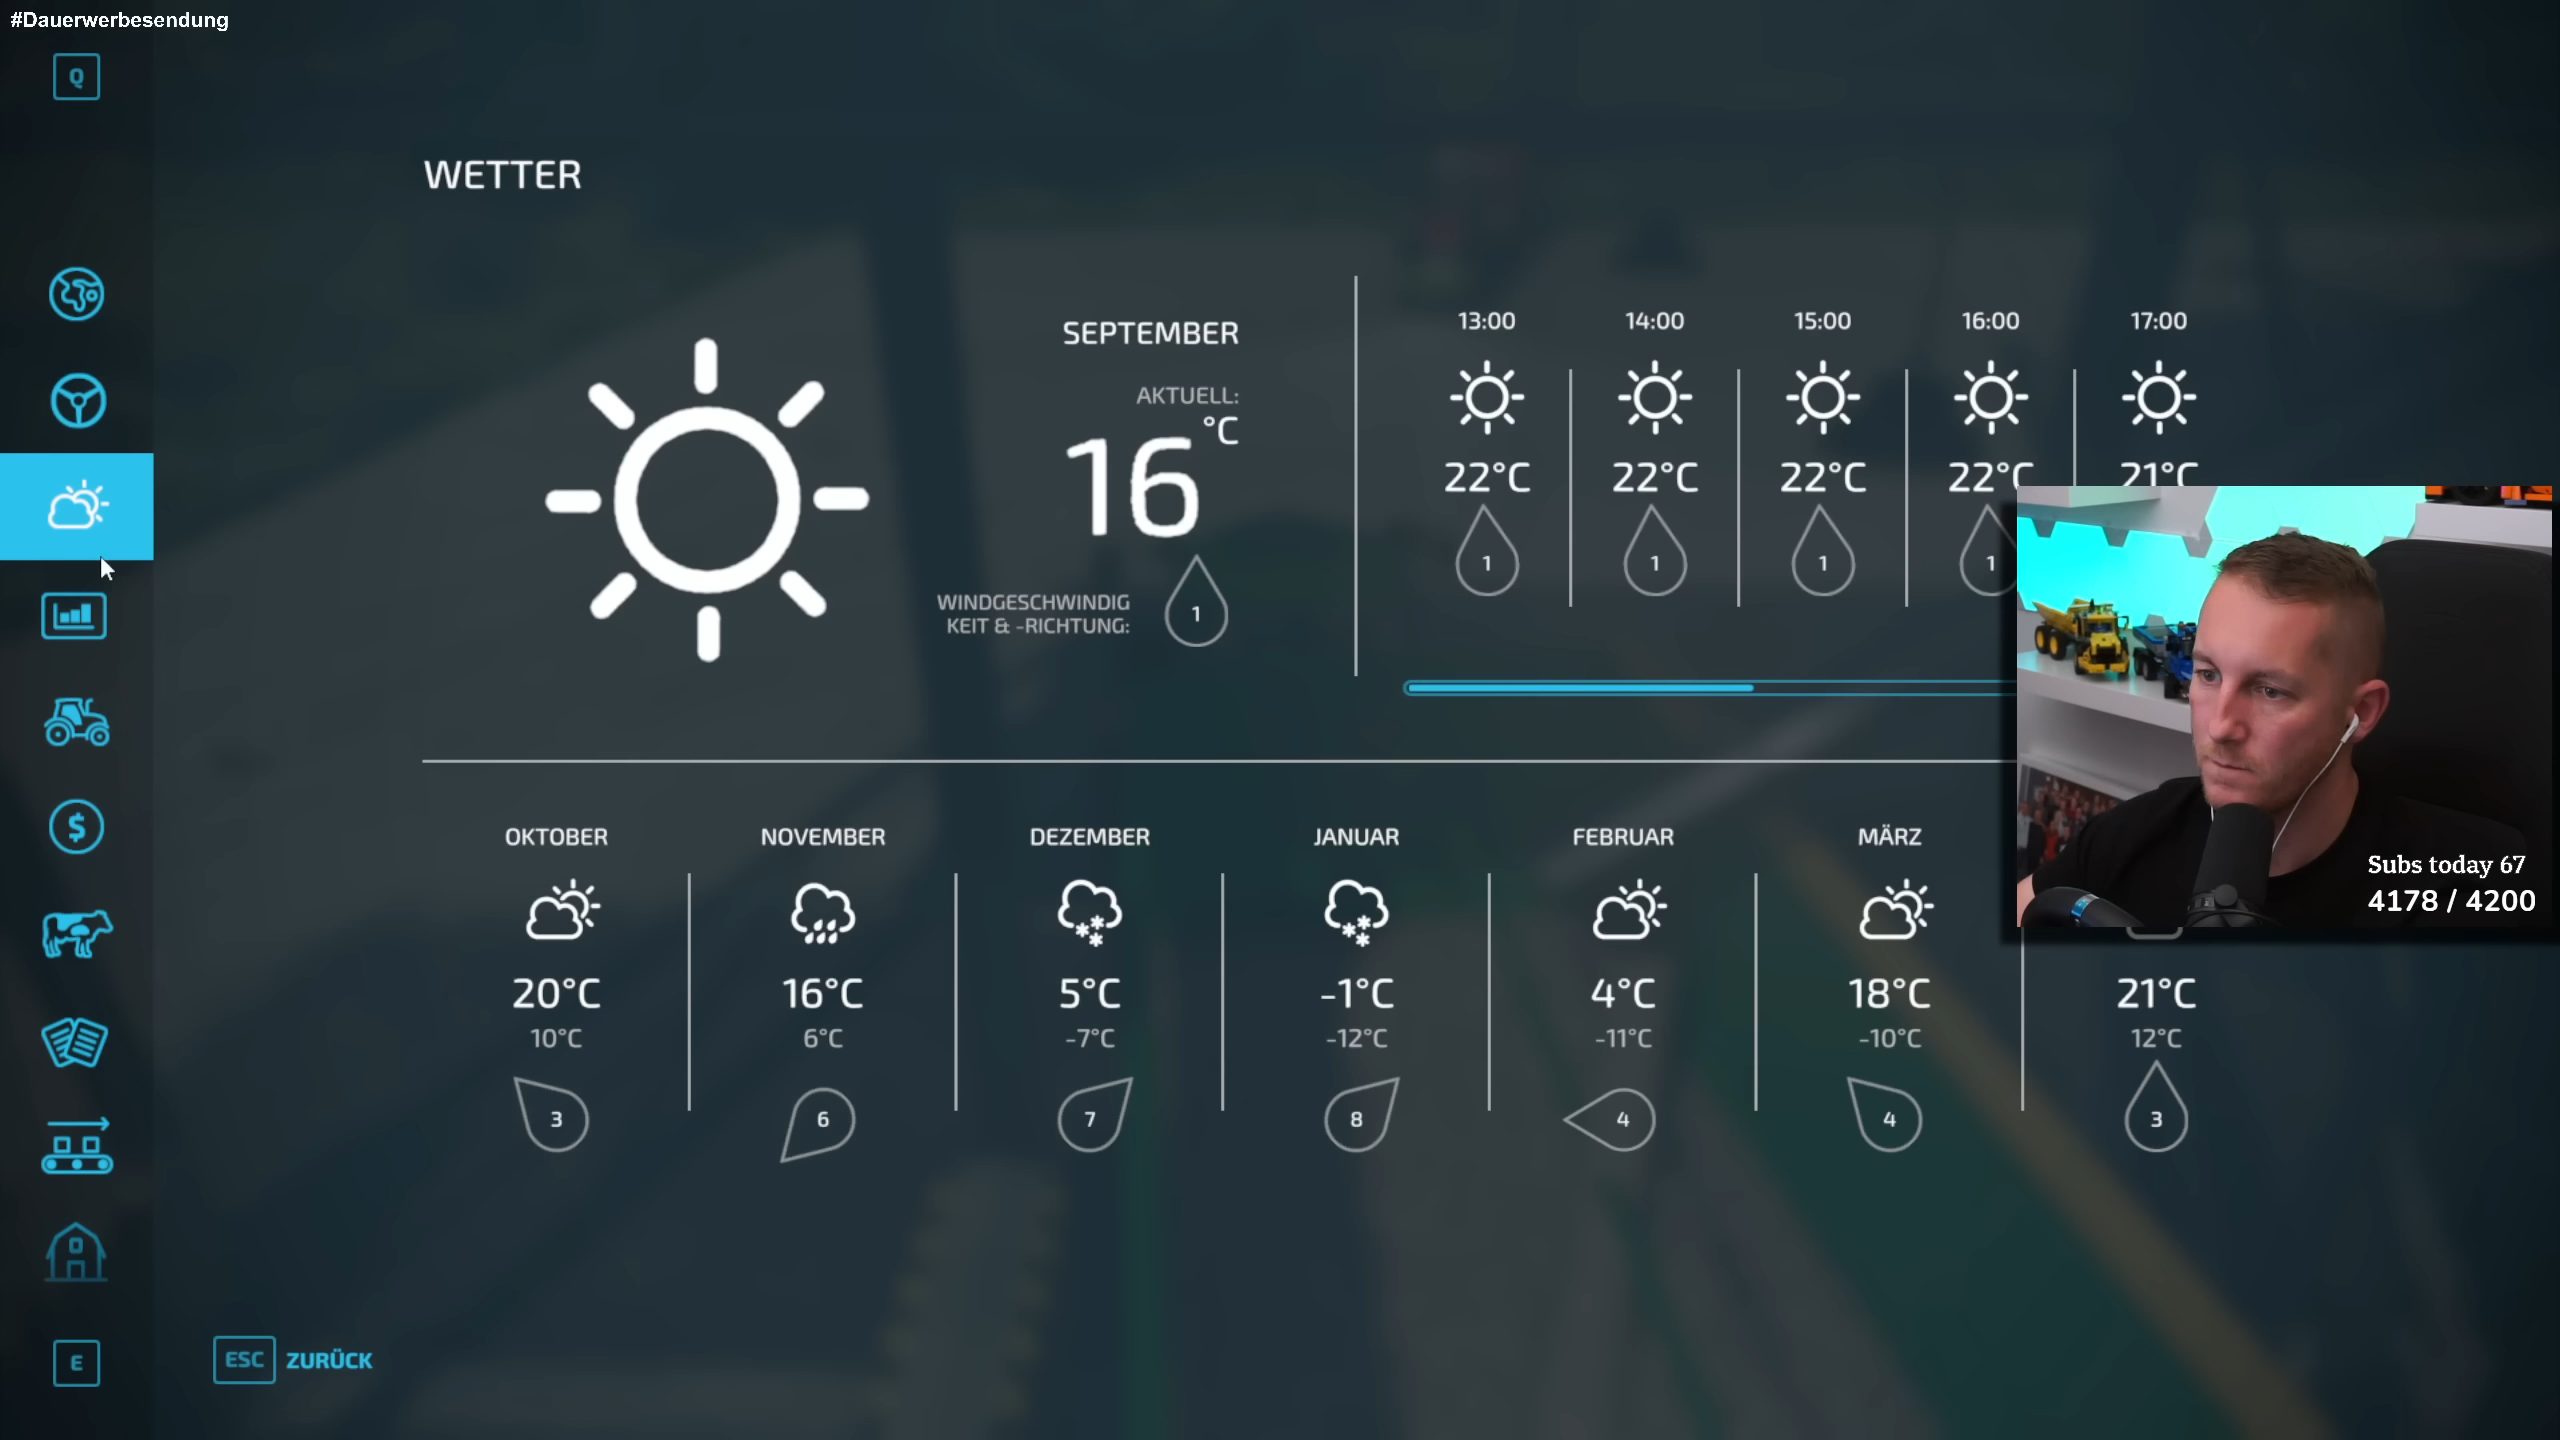 #Dauerwerbesendung
Q
WETTER
SEPTEMBER
AKTUELL:
16 °C
WINDGESCHWINDIG
KEIT & -RICHTUNG:
1
13:00 14:00 15:00 16:00 17:00
22°C 22°C 22°C 22°C 21°C
1 1 1 1
OKTOBER NOVEMBER DEZEMBER JANUAR FEBRUAR MÄRZ
20°C 16°C 5°C -1°C 4°C 18°C 21°C
10°C 6°C -7°C -12°C -11°C -10°C 12°C
3 6 7 8 4 4 3
Subs today 67
4178 / 4200
E
ESC ZURÜCK